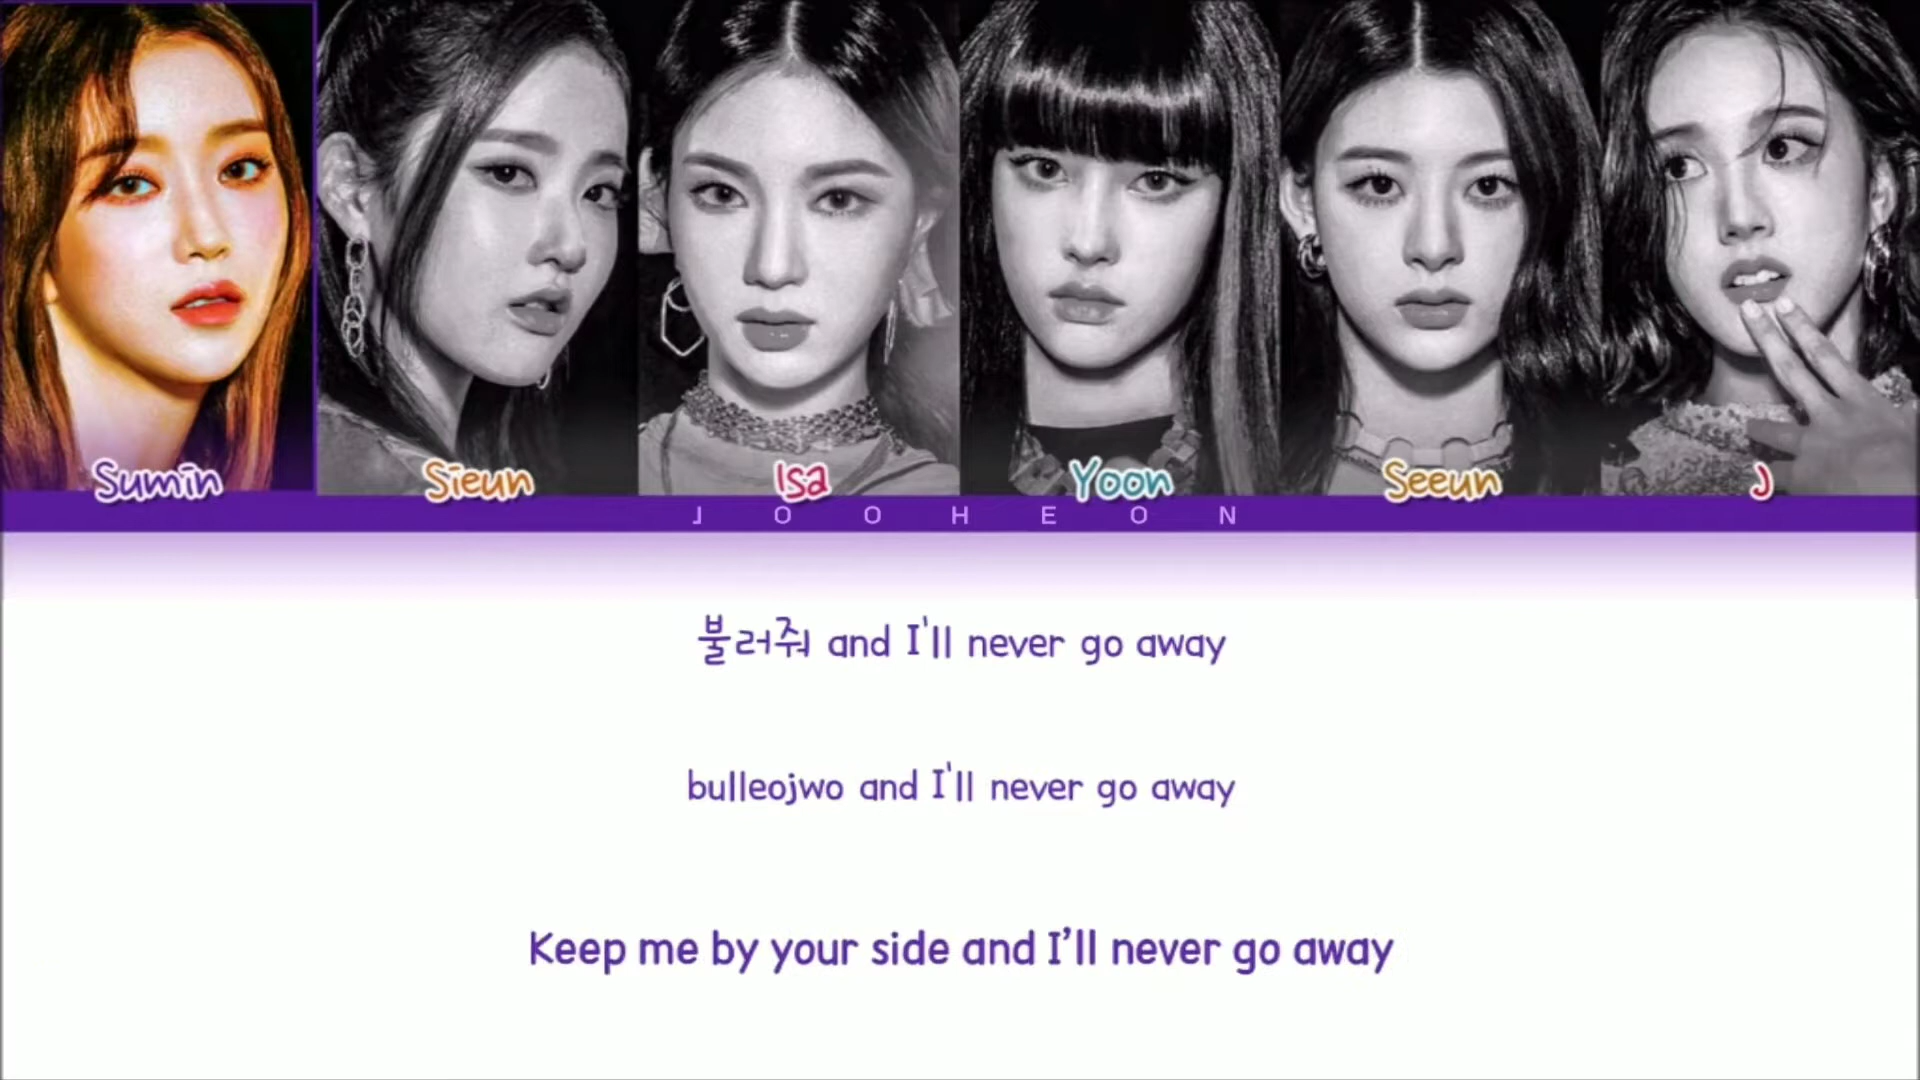 Sumin Sieun Isa Yoon Seeun J
JOOHEON
불러줘 and I'll never go away
bulleojwo and I'll never go away
Keep me by your side and I'll never go away